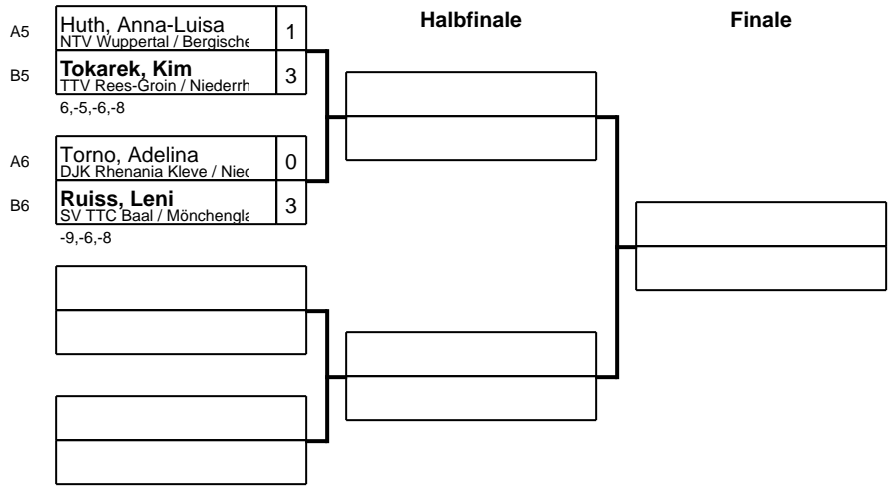 Halbfinale
Finale
A5 Huth, Anna-Luisa 1
NTV Wuppertal / Bergische
B5 Tokarek, Kim 3
TTV Rees-Groin / Niederrh
6,-5,-6,-8
A6 Torno, Adelina 0
DJK Rhenania Kleve / Nied
B6 Ruiss, Leni 3
SV TTC Baal / Mönchengla
-9,-6,-8